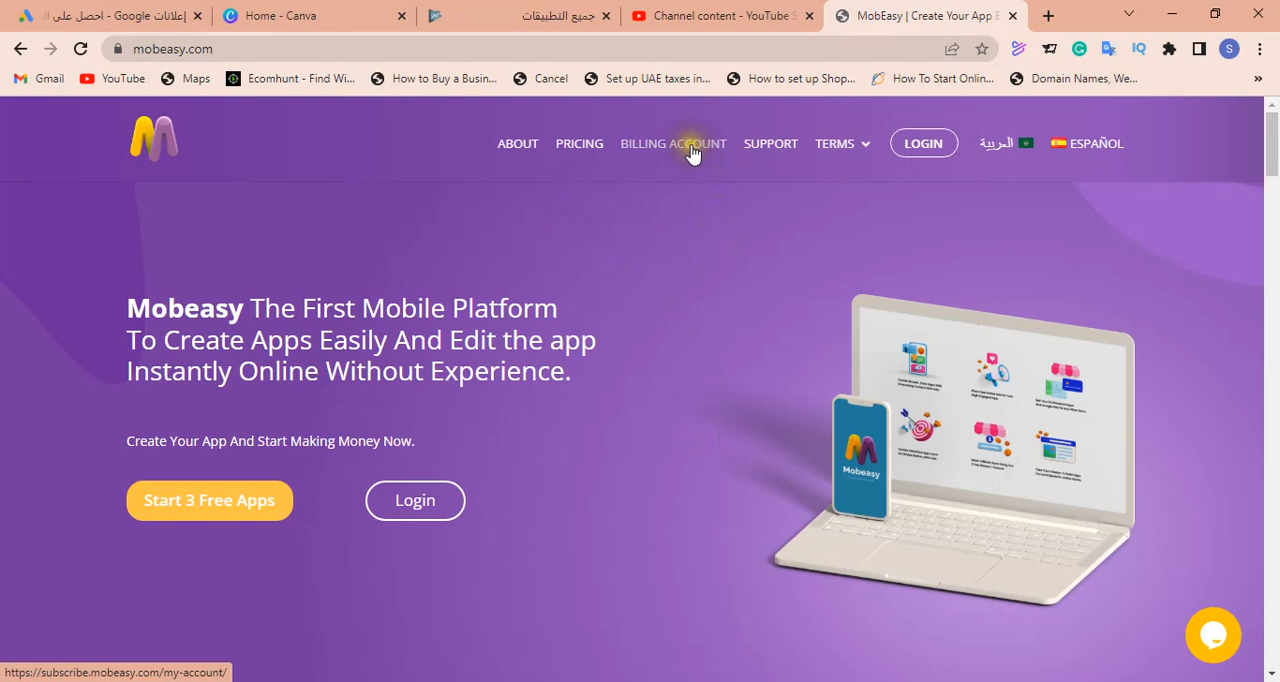 إعلانات Google - احصل على ال
Home - Canva
جميع التطبيقات
Channel content - YouTube S
MobEasy | Create Your App E
mobeasy.com
Gmail
YouTube
Maps
Ecomhunt - Find Wi...
How to Buy a Busin...
Cancel
Set up UAE taxes in...
How to set up Shop...
How To Start Onlin...
Domain Names, We...
ABOUT
PRICING
BILLING ACCOUNT
SUPPORT
TERMS
LOGIN
العربية
ESPAÑOL
Mobeasy The First Mobile Platform
To Create Apps Easily And Edit the app
Instantly Online Without Experience.
Create Your App And Start Making Money Now.
Start 3 Free Apps
Login
Mobeasy
https://subscribe.mobeasy.com/my-account/